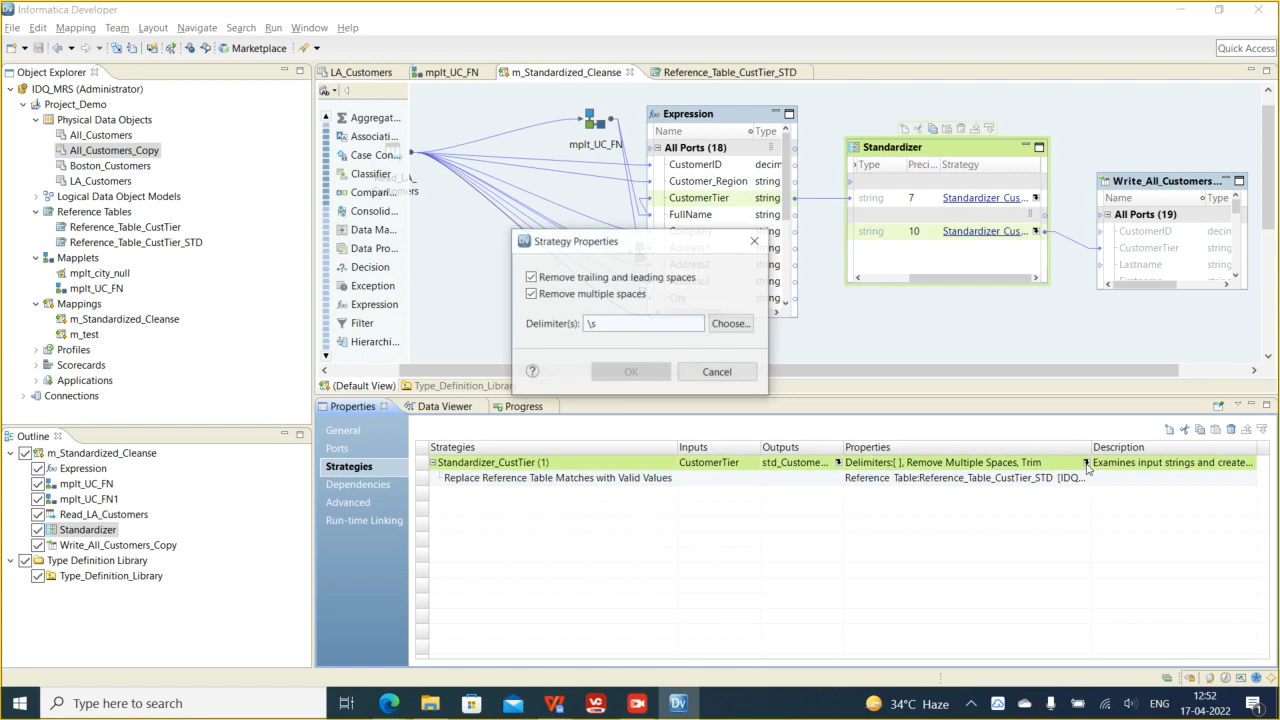 Informatica Developer
File Edit Mapping Team Layout Navigate Search Run Window Help
Marketplace
Quick Access
Object Explorer
IDQ_MRS (Administrator)
Project_Demo
Physical Data Objects
All_Customers
All_Customers_Copy
Boston_Customers
LA_Customers
Logical Data Object Models
Reference Tables
Reference_Table_CustTier
Reference_Table_CustTier_STD
Mapplets
mplt_city_null
mplt_UC_FN
Mappings
m_Standardized_Cleanse
m_test
Profiles
Scorecards
Applications
Connections
Outline
m_Standardized_Cleanse
Expression
mplt_UC_FN
mplt_UC_FN1
Read_LA_Customers
Standardizer
Write_All_Customers_Copy
Type Definition Library
Type_Definition_Library
LA_Customers mplt_UC_FN m_Standardized_Cleanse Reference_Table_CustTier_STD
Ab
Aggregat...
Associati...
Case Con...
Classifier
Compari...
Consolid...
Data Ma...
Data Pro...
Decision
Exception
Expression
Filter
Hierarchi...
mplt_UC_FN
Expression
Name Type
All Ports (18)
CustomerID decim
Customer_Region string
CustomerTier string
FullName string
Company
Address1
Address2
Address3
City
Standardizer
Type Preci... Strategy
string 7 Standardizer_Cus...
string 10 Standardizer_Cus...
Write_All_Customers...
Name Type
All Ports (19)
CustomerID decim
CustomerTier string
Lastname string
Strategy Properties
Remove trailing and leading spaces
Remove multiple spaces
Delimiter(s): \s Choose...
OK Cancel
(Default View) Type_Definition_Library
Properties Data Viewer Progress
General
Ports
Strategies
Dependencies
Advanced
Run-time Linking
Strategies Inputs Outputs Properties Description
Standardizer_CustTier (1) CustomerTier std_Custome... Delimiters:[ ], Remove Multiple Spaces, Trim Examines input strings and create...
Replace Reference Table Matches with Valid Values Reference Table:Reference_Table_CustTier_STD [IDQ...
Type here to search
34°C Haze
ENG
12:52
17-04-2022
1